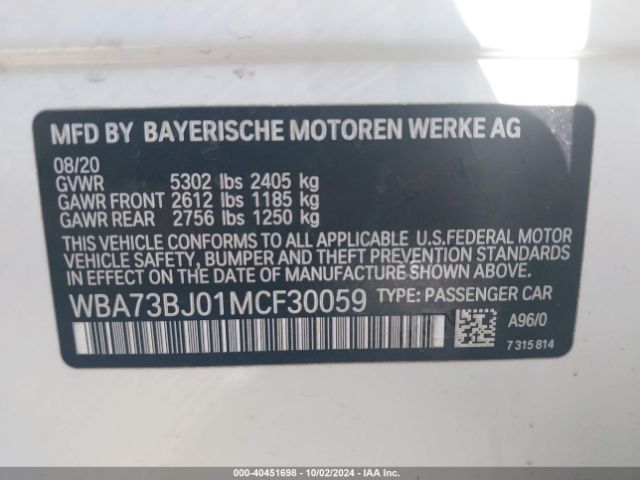 MFD BY BAYERISCHE MOTOREN WERKE AG
08/20
GVWR 5302 lbs 2405 kg
GAWR FRONT 2612 lbs 1185 kg
GAWR REAR 2756 lbs 1250 kg
THIS VEHICLE CONFORMS TO ALL APPLICABLE U.S.FEDERAL MOTOR
VEHICLE SAFETY, BUMPER AND THEFT PREVENTION STANDARDS
IN EFFECT ON THE DATE OF MANUFACTURE SHOWN ABOVE.
WBA73BJ01MCF30059 TYPE: PASSENGER CAR
A96/0
7 315 814
000-40451698 - 10/02/2024 - IAA, Inc.